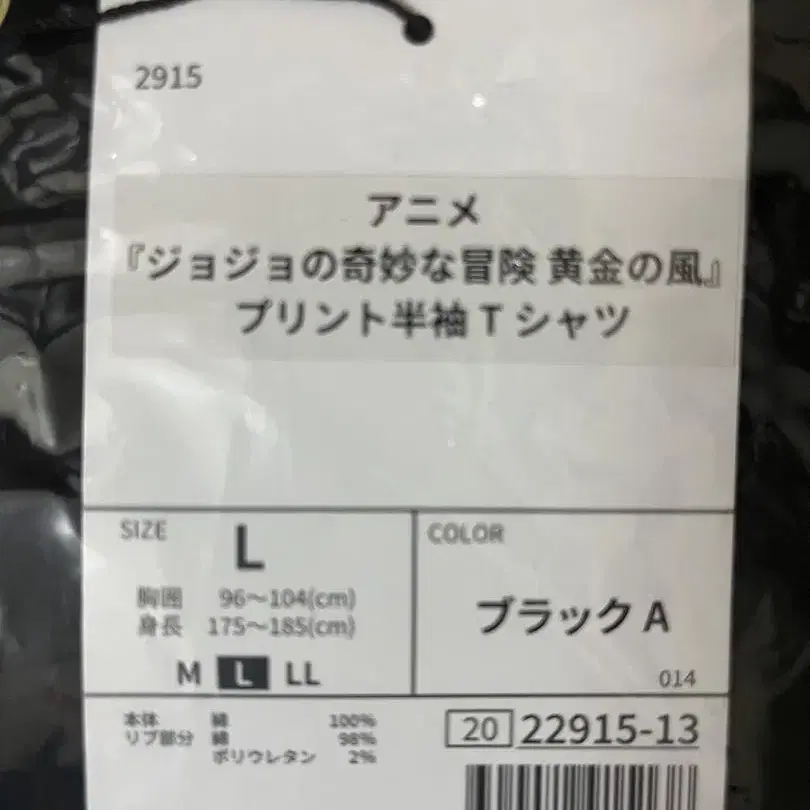 2915
アニメ
『ジョジョの奇妙な冒険 黄金の風』
プリント半袖Tシャツ
SIZE L
胸囲 96～104(cm)
身長 175～185(cm)
M L LL
COLOR
ブラックA
014
本体 綿 100%
リブ部分 綿 98%
ポリウレタン 2%
20 22915-13